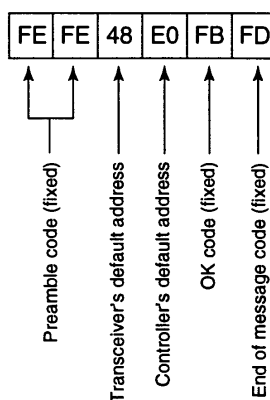 FE FE 48 E0 FB FD
Preamble code (fixed)
Transceiver's default address
Controller's default address
OK code (fixed)
End of message code (fixed)